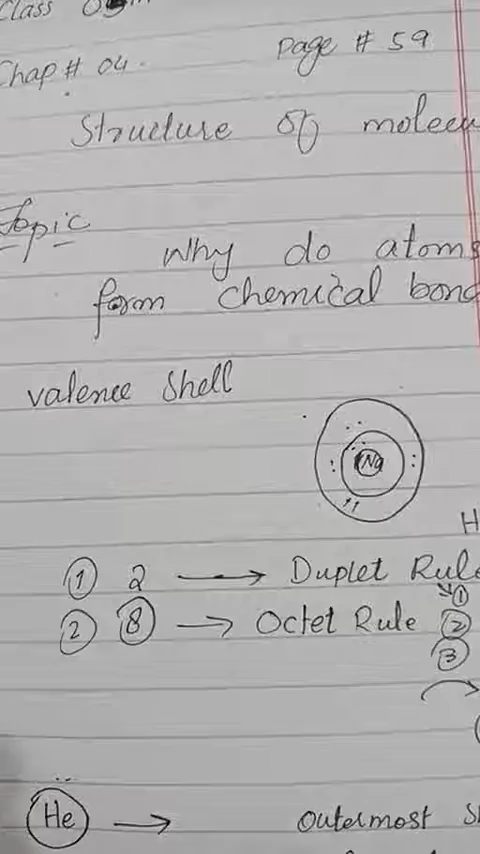 Class
Chap # 04. Page # 59
Structure of molecu
Topic
Why do atoms
form chemical bond
Valence Shell
Na
H
① 2 → Duplet Rule
①
② ⑧ → Octet Rule ②
③
He → Outermost S